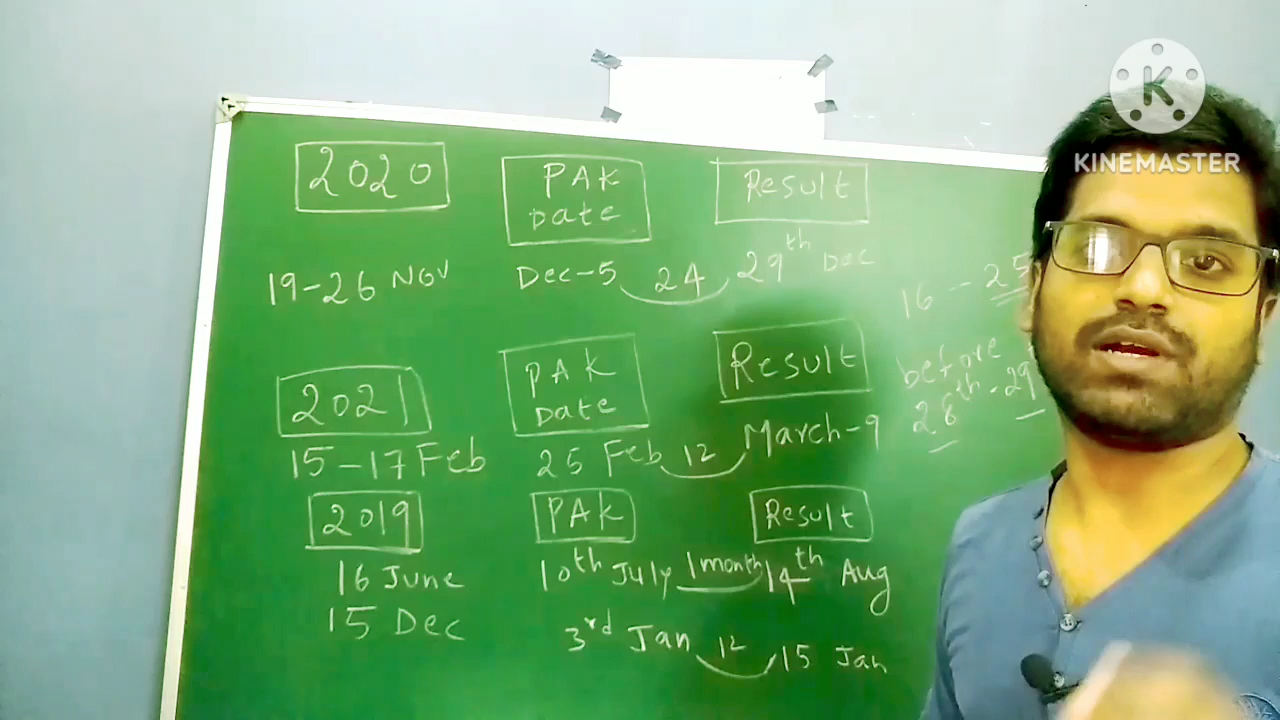 KINEMASTER
2020 PAK Date Result
19-26 NOV Dec-5 24 29th Dec
16 - 25
2021 PAK Date Result
before
28th - 29
15-17 Feb 25 Feb 12 March-9
2019 PAK Result
16 June 10th July 1 month 14th Aug
15 Dec 3rd Jan 12 15 Jan